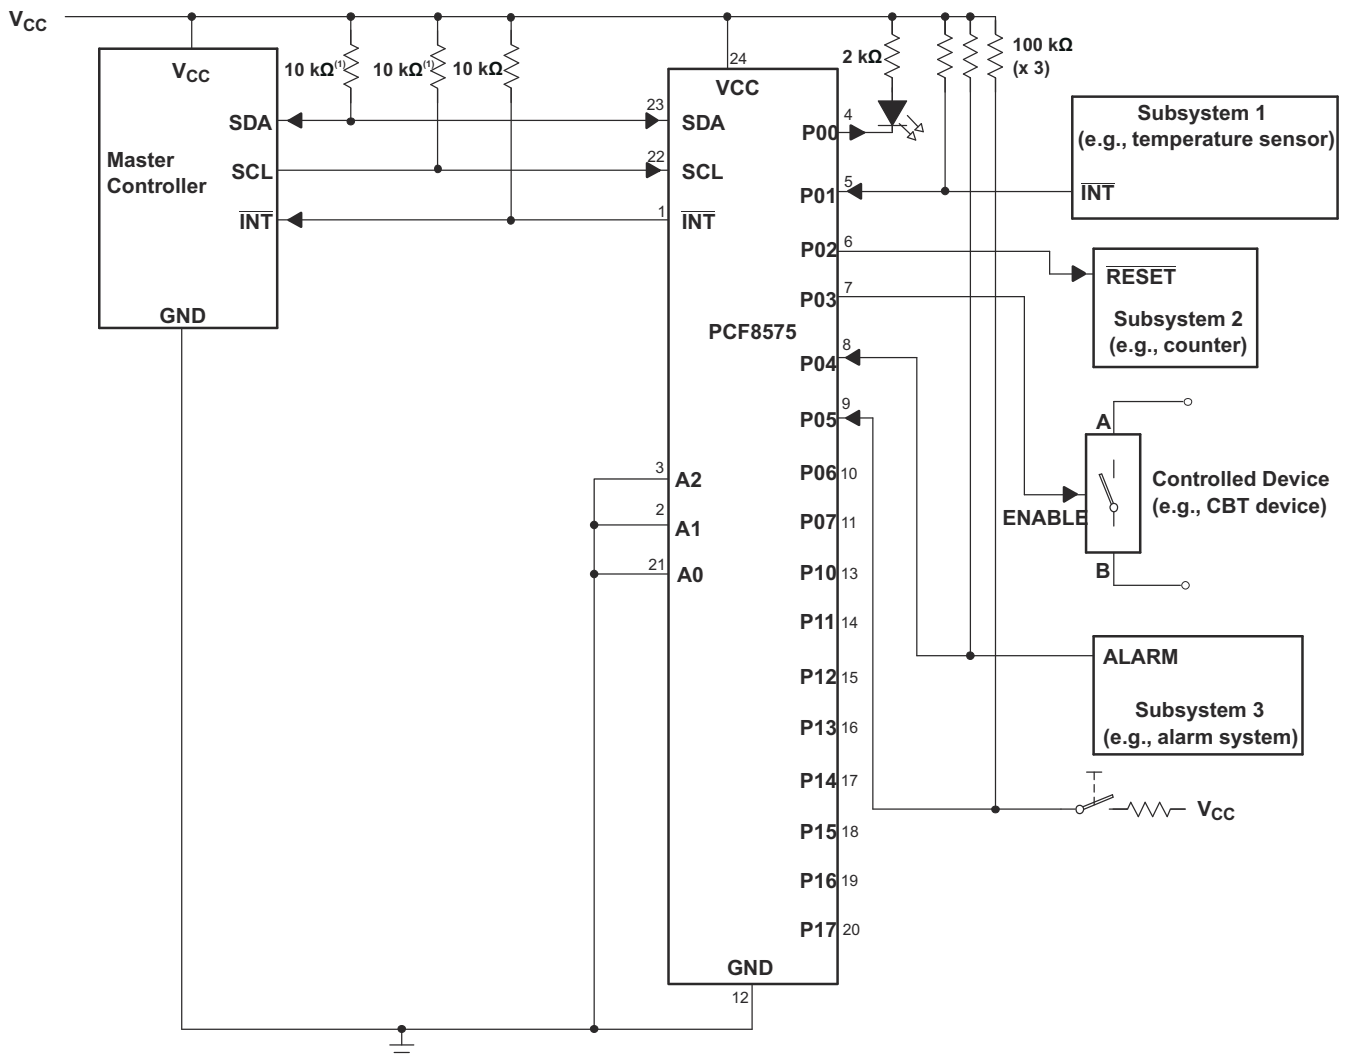 VCC
VCC
10 kΩ(1)
10 kΩ(1)
10 kΩ
24
VCC
2 kΩ
100 kΩ
(x 3)
Master
Controller
SDA
SCL
INT
GND
23
SDA
22
SCL
1
INT
PCF8575
3
A2
2
A1
21
A0
GND
12
P00
4
P01
5
P02
6
P03
7
P04
8
P05
9
P06
10
P07
11
P10
13
P11
14
P12
15
P13
16
P14
17
P15
18
P16
19
P17
20
Subsystem 1
(e.g., temperature sensor)
INT
RESET
Subsystem 2
(e.g., counter)
A
Controlled Device
(e.g., CBT device)
ENABLE
B
ALARM
Subsystem 3
(e.g., alarm system)
VCC